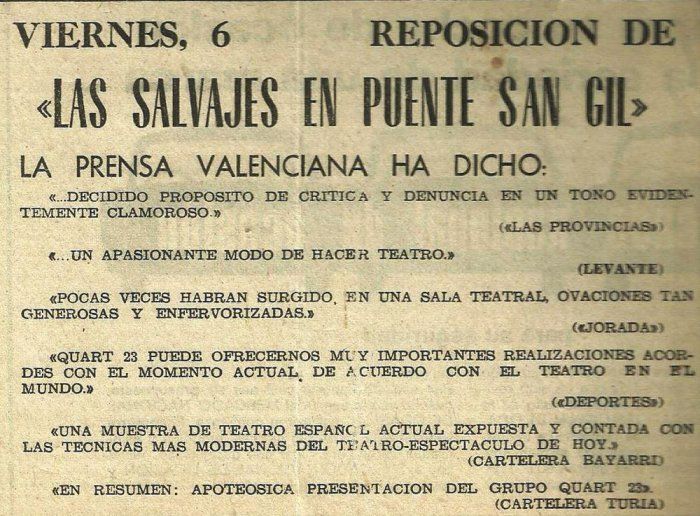 VIERNES, 6 REPOSICION DE
«LAS SALVAJES EN PUENTE SAN GIL»
LA PRENSA VALENCIANA HA DICHO:
«...DECIDIDO PROPOSITO DE CRITICA Y DENUNCIA EN UN TONO EVIDEN-
TEMENTE CLAMOROSO.»
(«LAS PROVINCIAS»)
«...UN APASIONANTE MODO DE HACER TEATRO.»
(LEVANTE)
«POCAS VECES HABRAN SURGIDO, EN UNA SALA TEATRAL, OVACIONES TAN
GENEROSAS Y ENFERVORIZADAS.»
(«JORADA»)
«QUART 23 PUEDE OFRECERNOS MUY IMPORTANTES REALIZACIONES ACOR-
DES CON EL MOMENTO ACTUAL, DE ACUERDO CON EL TEATRO EN EL
MUNDO.»
(«DEPORTES»)
«UNA MUESTRA DE TEATRO ESPAÑOL ACTUAL EXPUESTA Y CONTADA CON
LAS TECNICAS MAS MODERNAS DEL TEATRO-ESPECTACULO DE HOY.»
(CARTELERA BAYARRI)
«EN RESUMEN: APOTEOSICA PRESENTACION DEL GRUPO QUART 23».
(CARTELERA TURIA)